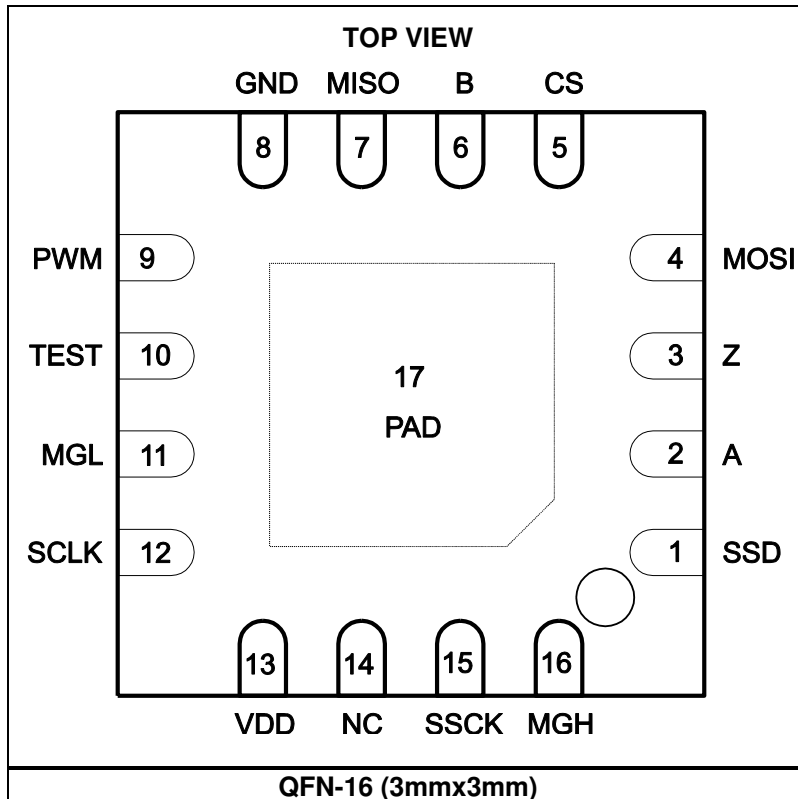 TOP VIEW
GND MISO B CS
8 7 6 5
PWM 9 4 MOSI
TEST 10 3 Z
17
PAD
MGL 11 2 A
SCLK 12 1 SSD
13 14 15 16
VDD NC SSCK MGH
QFN-16 (3mmx3mm)